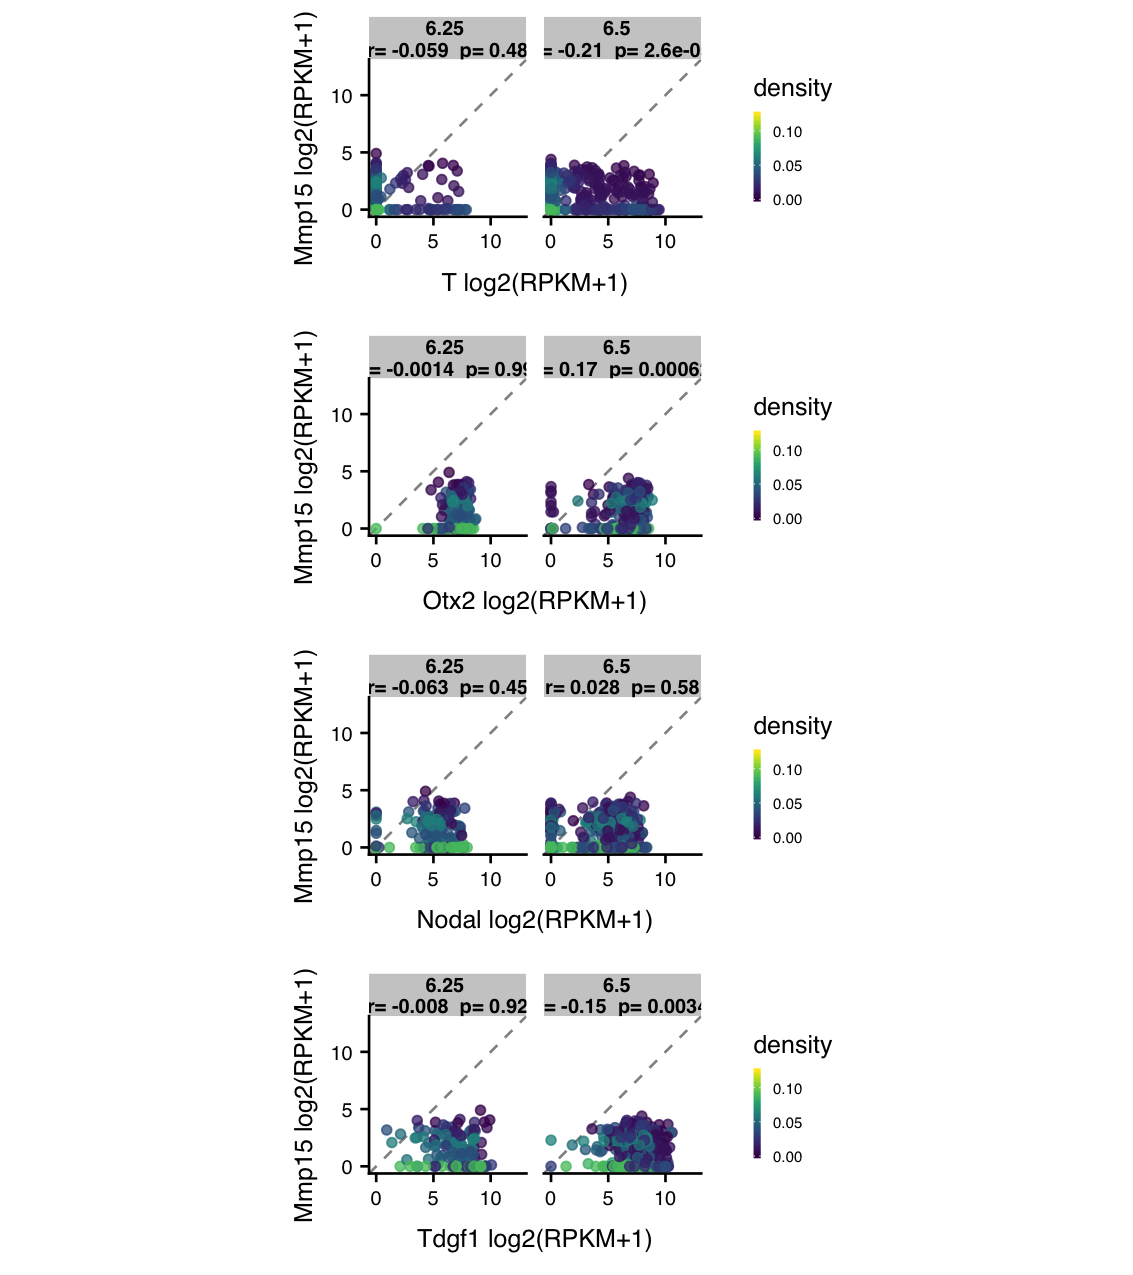 6.25
r= -0.059 p= 0.48
6.5
= -0.21 p= 2.6e-0
Mmp15 log2(RPKM+1)
10
5
0
0 5 10
0 5 10
T log2(RPKM+1)
density
0.10
0.05
0.00
6.25
= -0.0014 p= 0.99
6.5
= 0.17 p= 0.0006
Mmp15 log2(RPKM+1)
10
5
0
0 5 10
0 5 10
Otx2 log2(RPKM+1)
density
0.10
0.05
0.00
6.25
r= -0.063 p= 0.45
6.5
r= 0.028 p= 0.58
Mmp15 log2(RPKM+1)
10
5
0
0 5 10
0 5 10
Nodal log2(RPKM+1)
density
0.10
0.05
0.00
6.25
r= -0.008 p= 0.92
6.5
= -0.15 p= 0.0034
Mmp15 log2(RPKM+1)
10
5
0
0 5 10
0 5 10
Tdgf1 log2(RPKM+1)
density
0.10
0.05
0.00